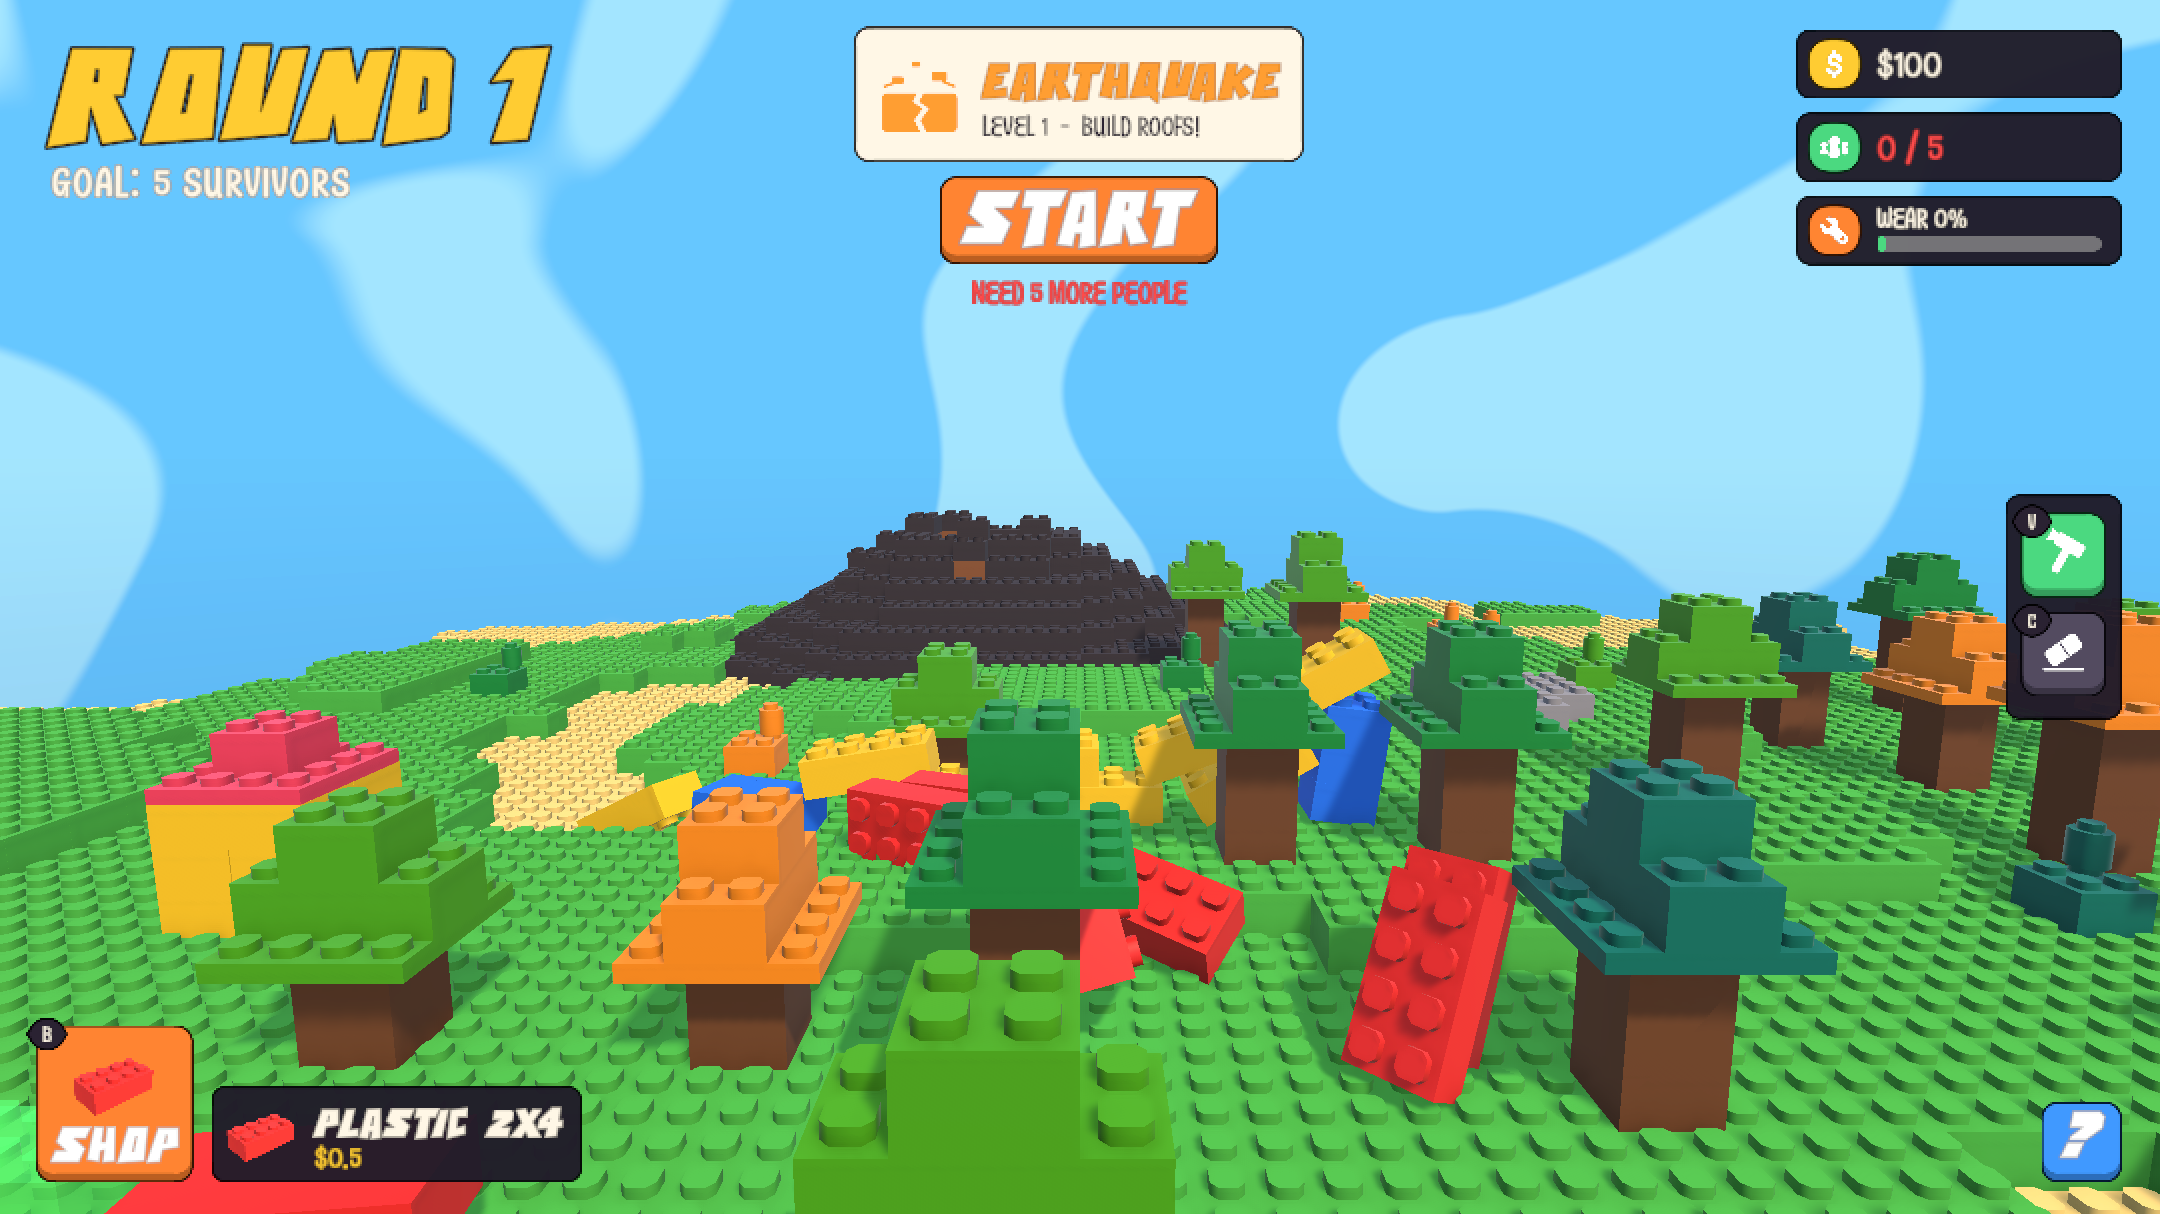 ROUND 1
GOAL: 5 SURVIVORS
EARTHQUAKE
LEVEL 1 - BUILD ROOFS!
START
NEED 5 MORE PEOPLE
$100
0 / 5
WEAR 0%
V
C
B
SHOP
PLASTIC 2X4
$0.5
?